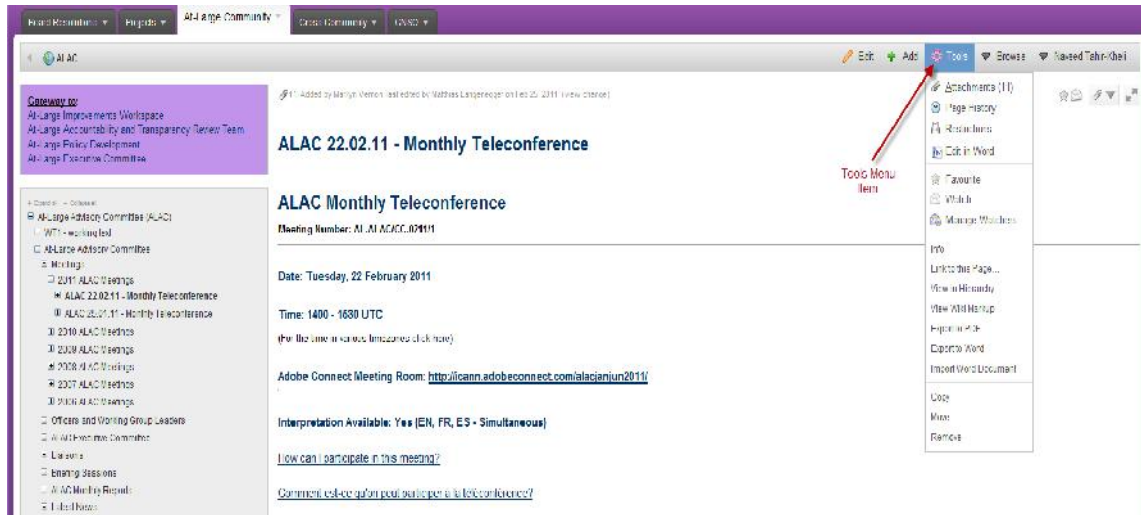 Board Resolutions Projects At-Large Community Cross Community GNSO
ALAC Edit Add Tools Browse Naveed Tahir-Kheli
Gateway to:
At-Large Improvements Workspace
At-Large Accountability and Transparency Review Team
At-Large Policy Development
At-Large Executive Committee
At-Large Advisory Committee (ALAC)
WT1 - working text
At-Large Advisory Committee
Meetings
2011 ALAC Meetings
ALAC 22.02.11 - Monthly Teleconference
ALAC 25.01.11 - Monthly Teleconference
2010 ALAC Meetings
2009 ALAC Meetings
2008 ALAC Meetings
2007 ALAC Meetings
2006 ALAC Meetings
Officers and Working Group Leaders
ALAC Executive Committee
Liaisons
Briefing Sessions
ALAC Monthly Reports
Latest News
11 Added by Marilyn Vernon, last edited by Matthias Langenegger on Feb 25, 2011 (view change)
ALAC 22.02.11 - Monthly Teleconference
ALAC Monthly Teleconference
Meeting Number: AL.ALAC/CC.0211/1
Date: Tuesday, 22 February 2011
Time: 1400 - 1630 UTC
(For the time in various timezones click here)
Adobe Connect Meeting Room: http://icann.adobeconnect.com/alacjanjun2011/
Interpretation Available: Yes (EN, FR, ES - Simultaneous)
How can I participate in this meeting?
Comment est-ce qu'on peut participer a la téléconférence?
Tools Menu
Item
Attachments (11)
Page History
Restrictions
Edit in Word
Favourite
Watch
Manage Watchers
Info
Link to this Page...
View in Hierarchy
View Wiki Markup
Export to PDF
Export to Word
Import Word Document
Copy
Move
Remove